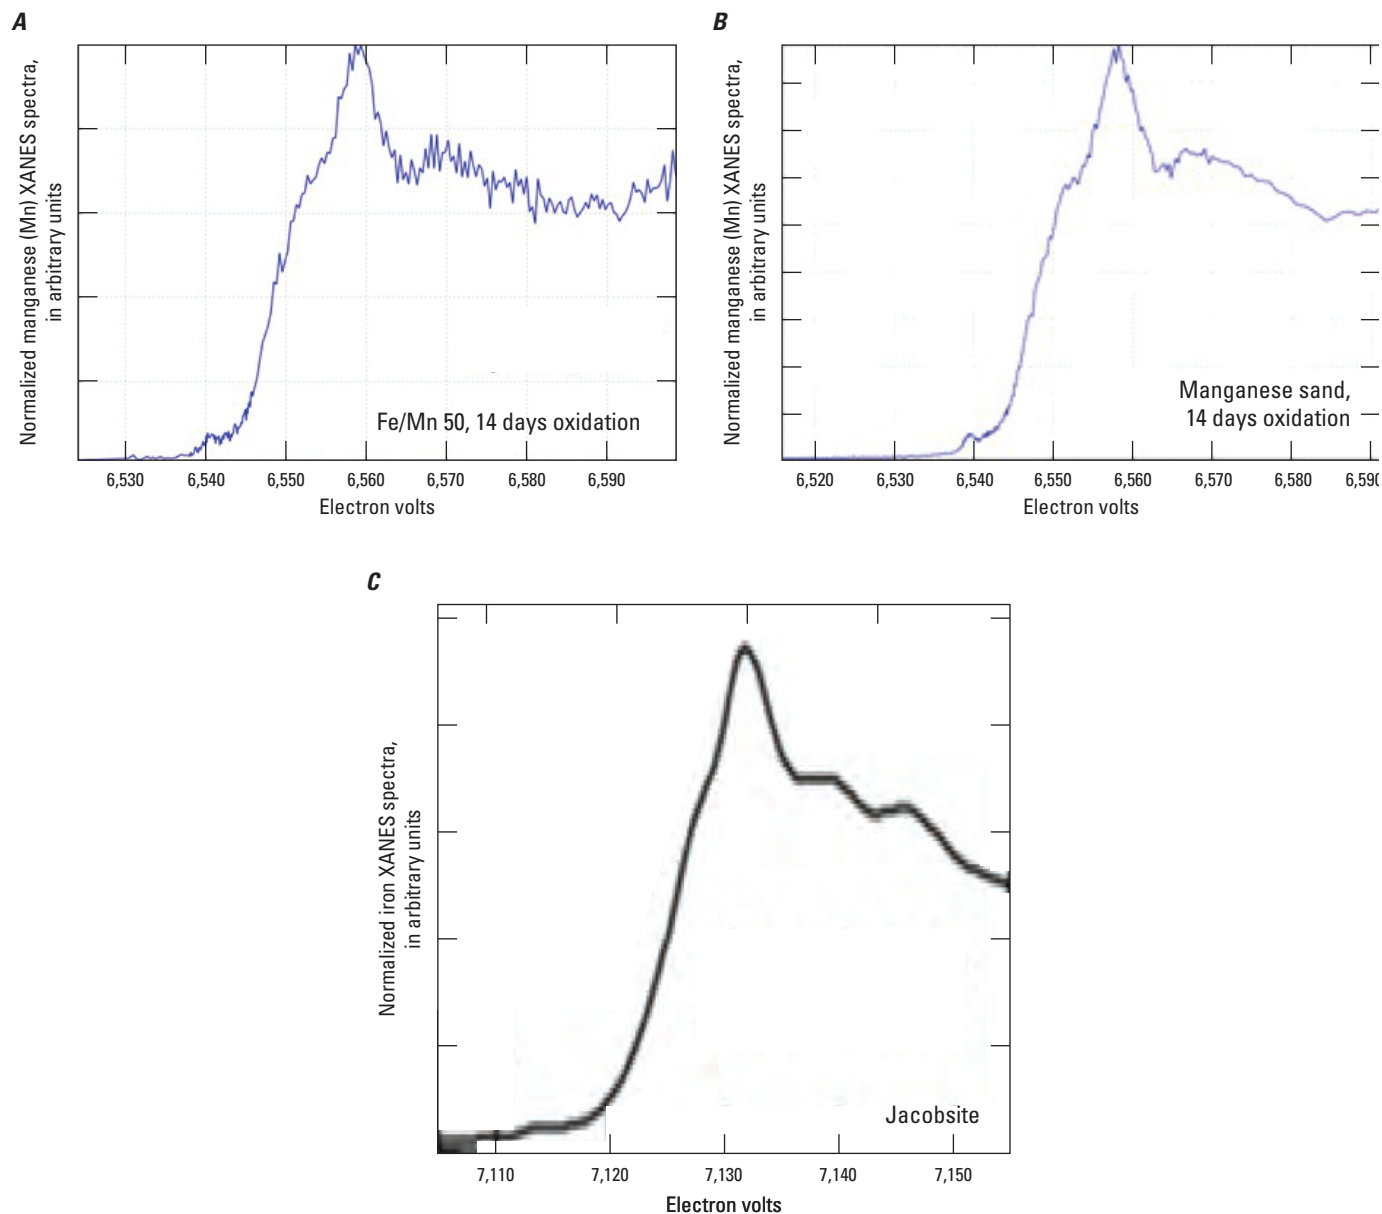 A
Normalized manganese (Mn) XANES spectra,
in arbitrary units
Fe/Mn 50, 14 days oxidation
6,530 6,540 6,550 6,560 6,570 6,580 6,590
Electron volts
B
Normalized manganese (Mn) XANES spectra,
in arbitrary units
Manganese sand,
14 days oxidation
6,520 6,530 6,540 6,550 6,560 6,570 6,580 6,590
Electron volts
C
Normalized iron XANES spectra,
in arbitrary units
Jacobsite
7,110 7,120 7,130 7,140 7,150
Electron volts